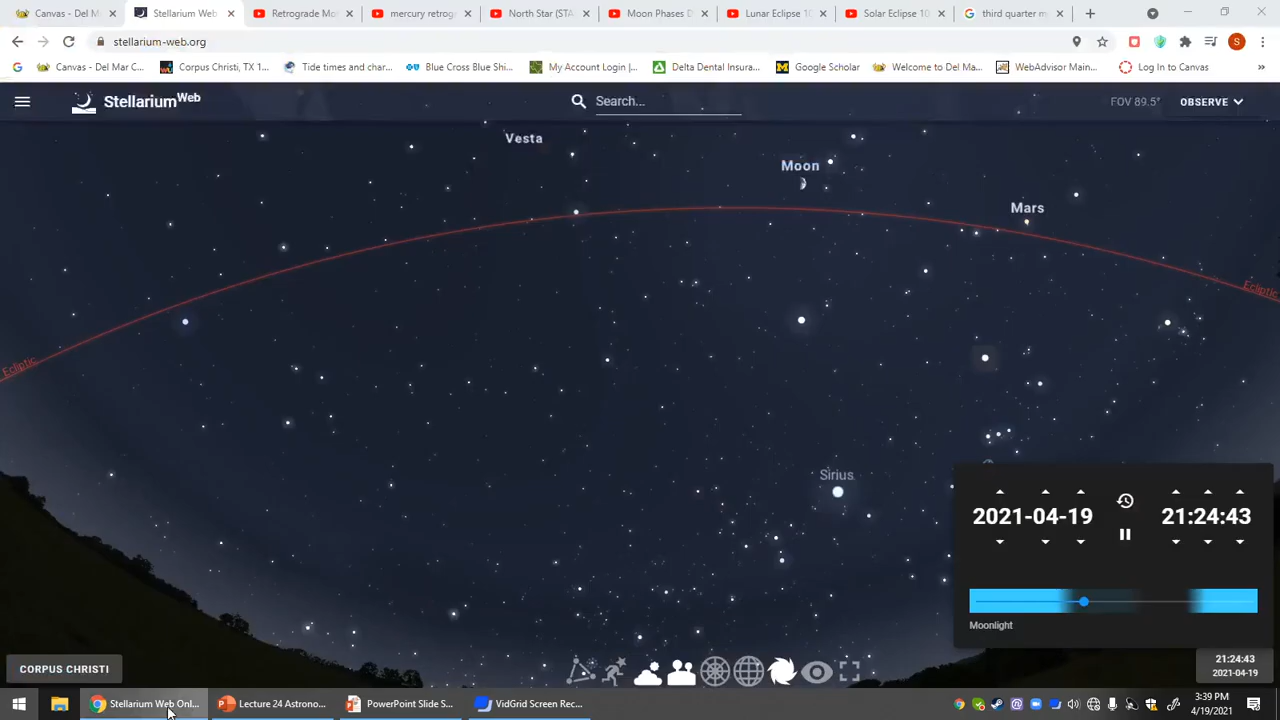 Canvas - Del M
Stellarium Web
Retrograde Mo
mercury retrog
North Star (STA
Moon Phases D
Lunar Eclipse 10
Solar Eclipse 10
third quarter m
stellarium-web.org
Canvas - Del Mar C...
Corpus Christi, TX 1...
Tide times and char...
Blue Cross Blue Shi...
My Account Login |...
Delta Dental Insura...
Google Scholar
Welcome to Del Ma...
WebAdvisor Main...
Log In to Canvas
StellariumWeb
Search...
FOV 89.5°
OBSERVE
Vesta
Moon
Mars
Ecliptic
Ecliptic
Sirius
2021-04-19
21:24:43
Moonlight
CORPUS CHRISTI
21:24:43
2021-04-19
Stellarium Web Onl...
Lecture 24 Astrono...
PowerPoint Slide S...
VidGrid Screen Rec...
3:39 PM
4/19/2021